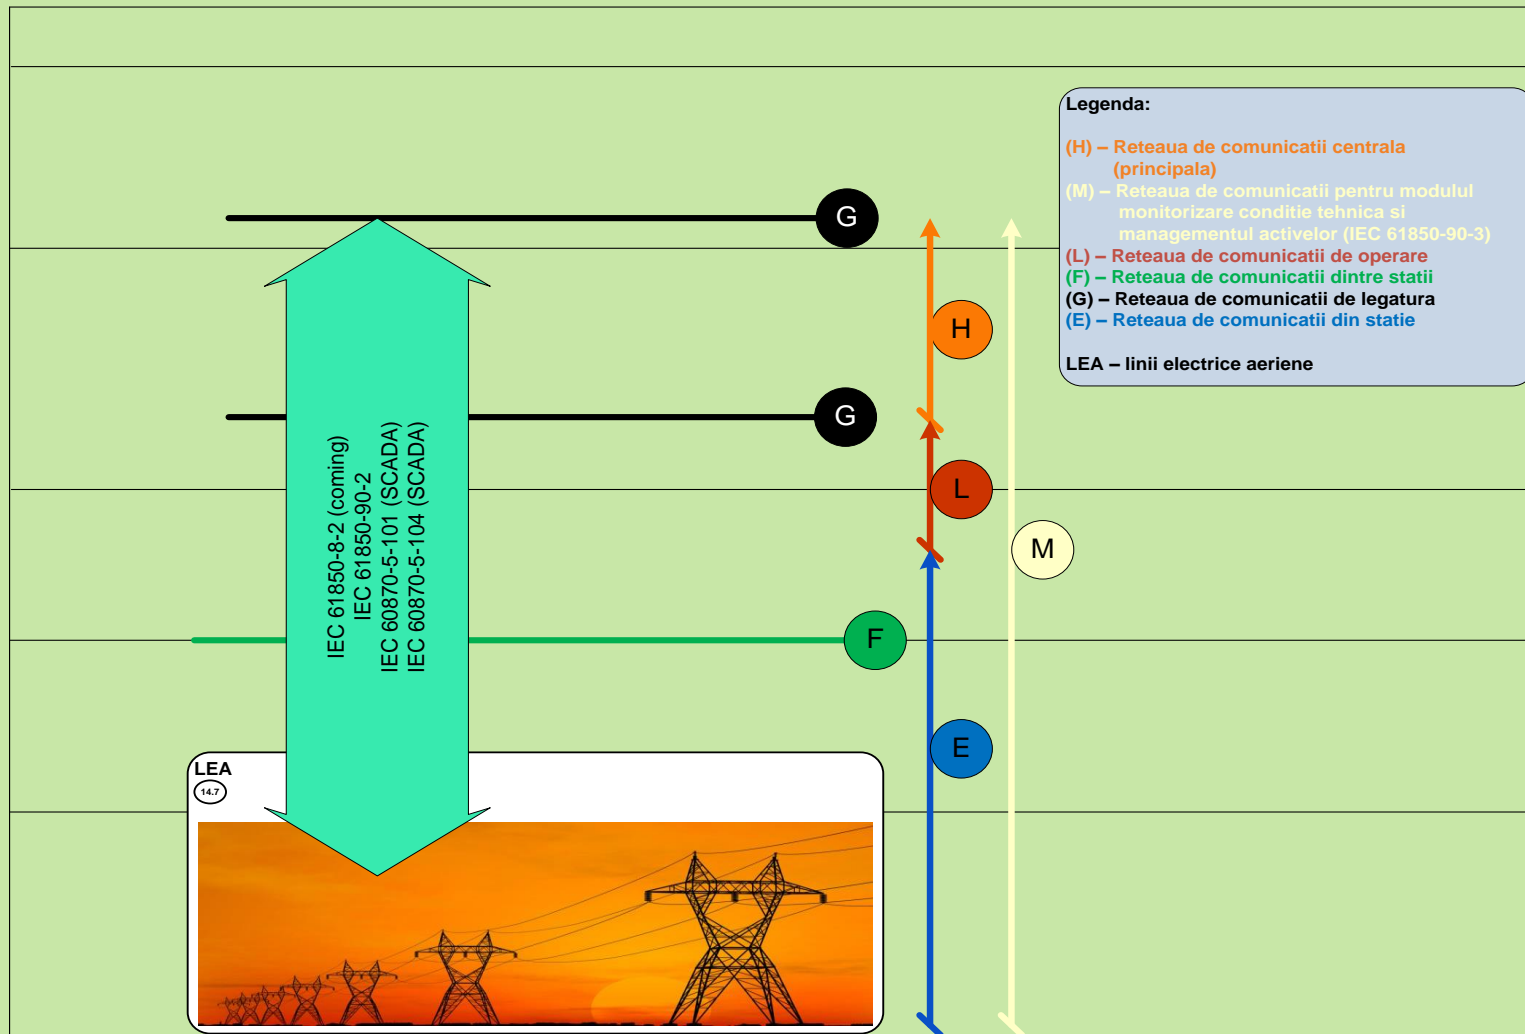 Legenda:
(H) – Reteaua de comunicatii centrala
(principala)
(M) – Reteaua de comunicatii pentru modulul
monitorizare conditie tehnica si
managementul activelor (IEC 61850-90-3)
(L) – Reteaua de comunicatii de operare
(F) – Reteaua de comunicatii dintre statii
(G) – Reteaua de comunicatii de legatura
(E) – Reteaua de comunicatii din statie
LEA – linii electrice aeriene
G
H
G
L
M
F
E
IEC 61850-8-2 (coming)
IEC 61850-90-2
IEC 60870-5-101 (SCADA)
IEC 60870-5-104 (SCADA)
LEA
14.7